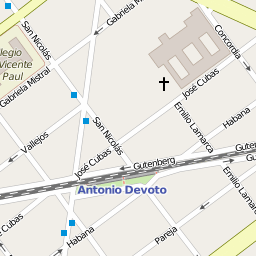 San Nicolás
Gabriela Mistral
Concordia
legio
Vicente
Paul
Gabriela Mistral
José Cubas
Emilio Lamarca
Habana
Vallejos
San Nicolás
José Cubas
Gutenberg
Gute
Antonio Devoto
Emilio Lamarca
Cubas
Habana
Pareja